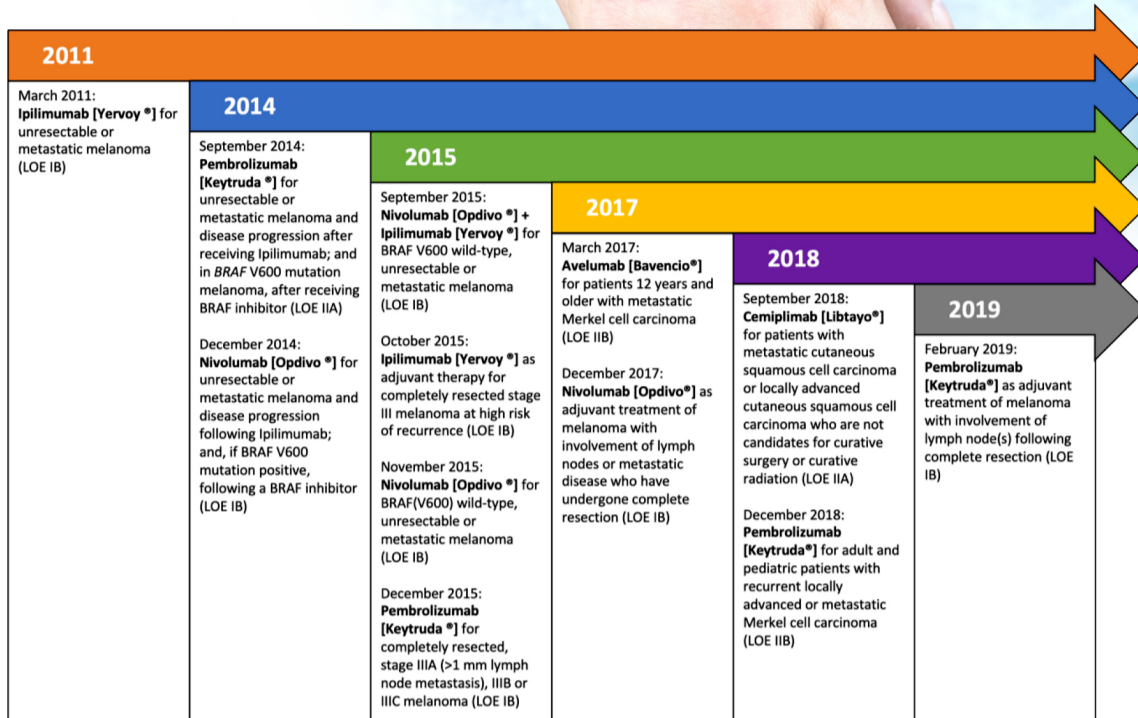 2011
March 2011:
Ipilimumab [Yervoy ®] for
unresectable or
metastatic melanoma
(LOE IB)
2014
September 2014:
Pembrolizumab
[Keytruda ®] for
unresectable or
metastatic melanoma and
disease progression after
receiving Ipilimumab; and
in BRAF V600 mutation
melanoma, after receiving
BRAF inhibitor (LOE IIA)
December 2014:
Nivolumab [Opdivo ®] for
unresectable or
metastatic melanoma and
disease progression
following Ipilimumab;
and, if BRAF V600
mutation positive,
following a BRAF inhibitor
(LOE IB)
2015
September 2015:
Nivolumab [Opdivo ®] +
Ipilimumab [Yervoy ®] for
BRAF V600 wild-type,
unresectable or
metastatic melanoma
(LOE IB)
October 2015:
Ipilimumab [Yervoy ®] as
adjuvant therapy for
completely resected stage
III melanoma at high risk
of recurrence (LOE IB)
November 2015:
Nivolumab [Opdivo ®] for
BRAF(V600) wild-type,
unresectable or
metastatic melanoma
(LOE IB)
December 2015:
Pembrolizumab
[Keytruda ®] for
completely resected,
stage IIIA (>1 mm lymph
node metastasis), IIIB or
IIIC melanoma (LOE IB)
2017
March 2017:
Avelumab [Bavencio®]
for patients 12 years and
older with metastatic
Merkel cell carcinoma
(LOE IIB)
December 2017:
Nivolumab [Opdivo®] as
adjuvant treatment of
melanoma with
involvement of lymph
nodes or metastatic
disease who have
undergone complete
resection (LOE IB)
2018
September 2018:
Cemiplimab [Libtayo®]
for patients with
metastatic cutaneous
squamous cell carcinoma
or locally advanced
cutaneous squamous cell
carcinoma who are not
candidates for curative
surgery or curative
radiation (LOE IIA)
December 2018:
Pembrolizumab
[Keytruda®] for adult and
pediatric patients with
recurrent locally
advanced or metastatic
Merkel cell carcinoma
(LOE IIB)
2019
February 2019:
Pembrolizumab
[Keytruda®] as adjuvant
treatment of melanoma
with involvement of
lymph node(s) following
complete resection (LOE
IB)